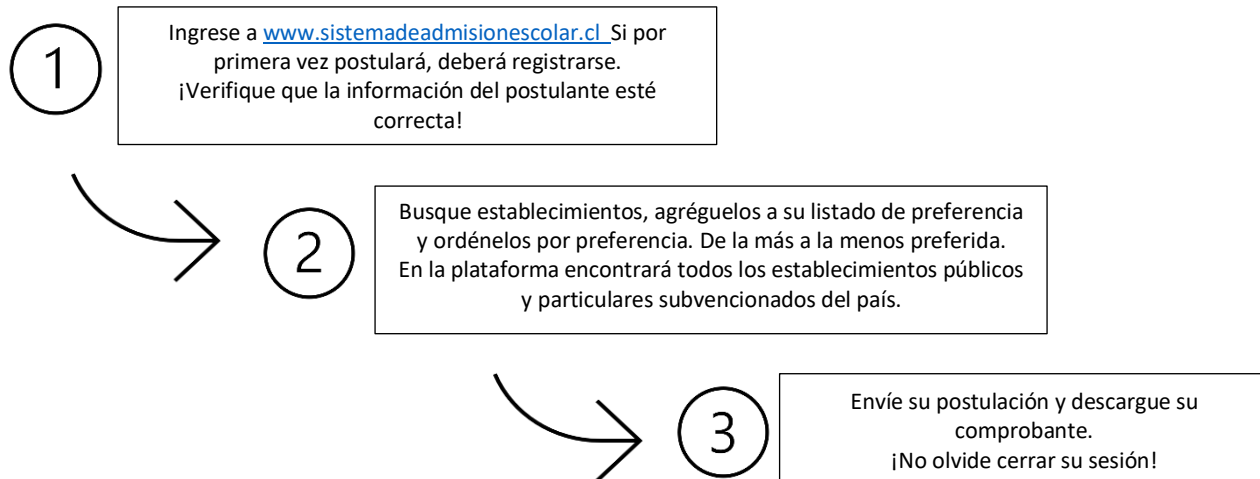 1
Ingrese a www.sistemadeadmisionescolar.cl Si por
primera vez postulará, deberá registrarse.
¡Verifique que la información del postulante esté
correcta!
2
Busque establecimientos, agréguelos a su listado de preferencia
y ordénelos por preferencia. De la más a la menos preferida.
En la plataforma encontrará todos los establecimientos públicos
y particulares subvencionados del país.
3
Envíe su postulación y descargue su
comprobante.
¡No olvide cerrar su sesión!